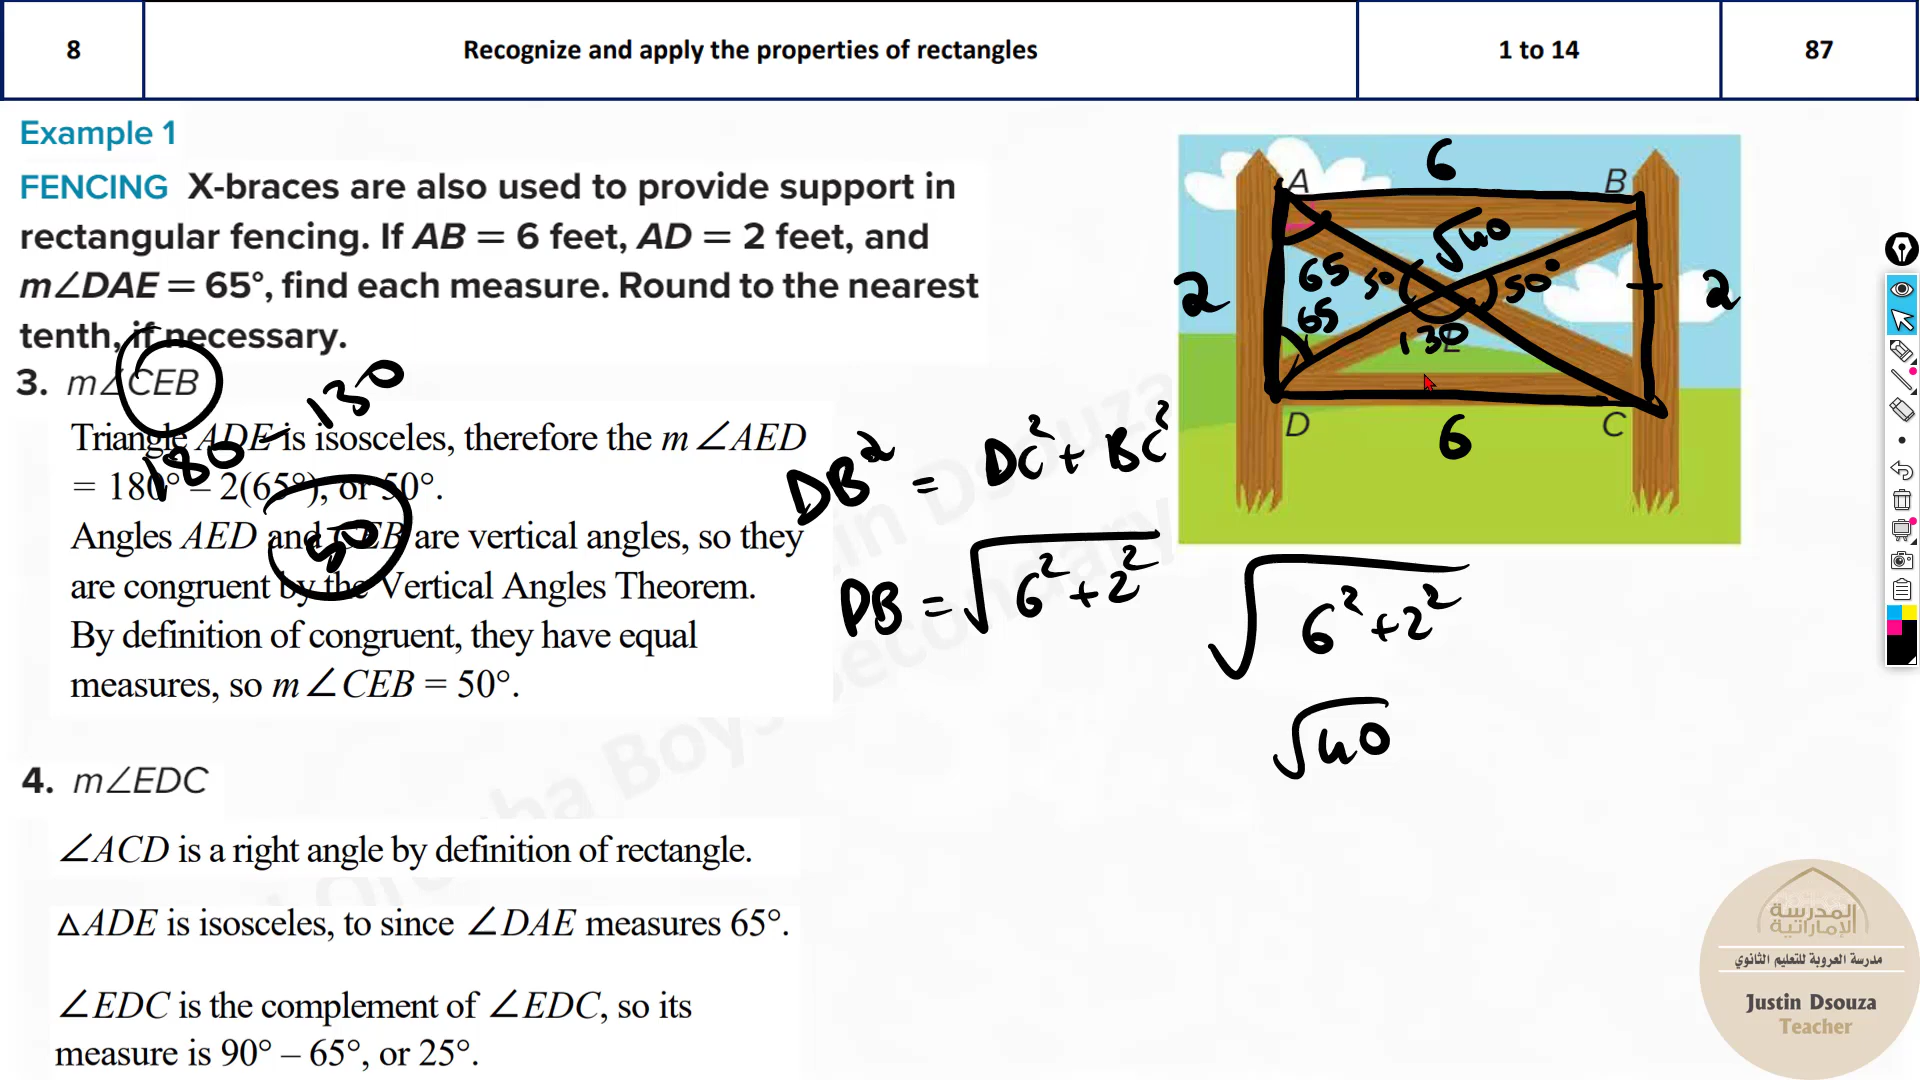 8 Recognize and apply the properties of rectangles 1 to 14 87
Example 1
FENCING X-braces are also used to provide support in
rectangular fencing. If AB = 6 feet, AD = 2 feet, and
m∠DAE = 65°, find each measure. Round to the nearest
tenth, if necessary.
3. m∠CEB
180 - 130
50
Triangle ADE is isosceles, therefore the m∠AED
= 180° – 2(65°), or 50°.
Angles AED and CEB are vertical angles, so they
are congruent by the Vertical Angles Theorem.
By definition of congruent, they have equal
measures, so m∠CEB = 50°.
4. m∠EDC
∠ACD is a right angle by definition of rectangle.
△ADE is isosceles, to since ∠DAE measures 65°.
∠EDC is the complement of ∠EDC, so its
measure is 90° – 65°, or 25°.
6
A B
√40
2 65 50 50° 2
65 130 E
D C
6
DB² = DC² + BC²
DB = √6² + 2²
√6² + 2²
√40
المدرسة
الإماراتية
مدرسة العروبة للتعليم الثانوي
Justin Dsouza
Teacher